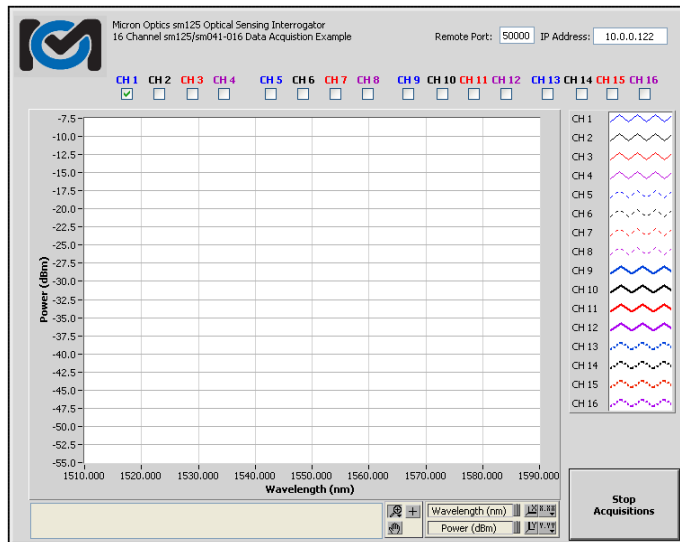 Micron Optics sm125 Optical Sensing Interrogator
16 Channel sm125/sm041-016 Data Acquistion Example
Remote Port: 50000 IP Address: 10.0.0.122
CH 1 CH 2 CH 3 CH 4 CH 5 CH 6 CH 7 CH 8 CH 9 CH 10 CH 11 CH 12 CH 13 CH 14 CH 15 CH 16
-7.5
-10.0
-12.5
-15.0
-17.5
-20.0
-22.5
-25.0
-27.5
-30.0
-32.5
-35.0
-37.5
-40.0
-42.5
-45.0
-47.5
-50.0
-52.5
-55.0
Power (dBm)
1510.000 1520.000 1530.000 1540.000 1550.000 1560.000 1570.000 1580.000 1590.000
Wavelength (nm)
CH 1
CH 2
CH 3
CH 4
CH 5
CH 6
CH 7
CH 8
CH 9
CH 10
CH 11
CH 12
CH 13
CH 14
CH 15
CH 16
Wavelength (nm)
Power (dBm)
Stop
Acquisitions